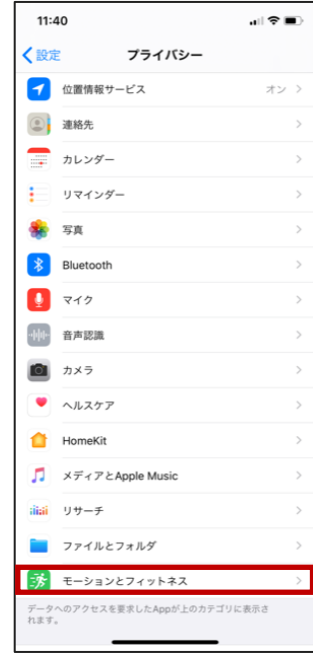 11:40
設定
プライバシー
位置情報サービス オン
連絡先
カレンダー
リマインダー
写真
Bluetooth
マイク
音声認識
カメラ
ヘルスケア
HomeKit
メディアとApple Music
リサーチ
ファイルとフォルダ
モーションとフィットネス
データへのアクセスを要求したAppが上のカテゴリに表示さ
れます。